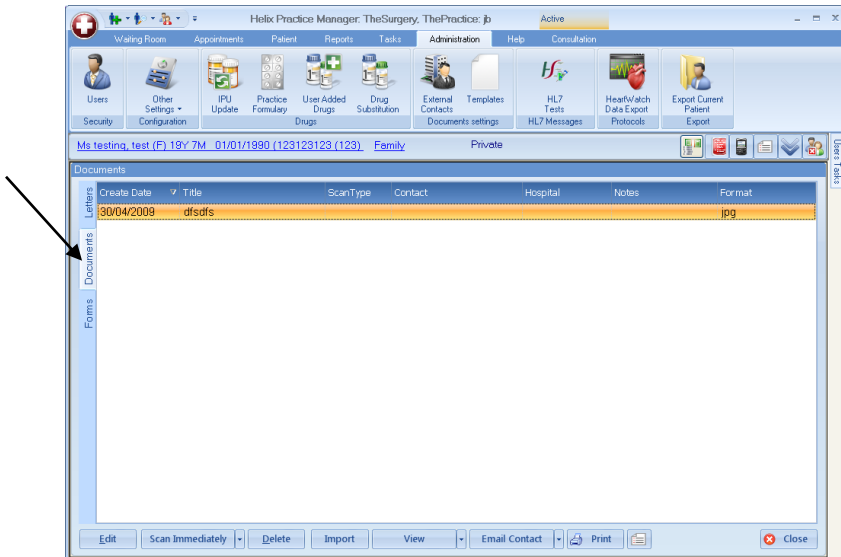 Helix Practice Manager: TheSurgery, ThePractice: jb Active
Waiting Room Appointments Patient Reports Tasks Administration Help Consultation
Users Other Settings IPU Update Practice Formulary User Added Drugs Drug Substitution External Contacts Templates HL7 Tests HeartWatch Data Export Export Current Patient
Security Configuration Drugs Documents settings HL7 Messages Protocols Export
Ms testing, test (F) 19Y 7M 01/01/1990 (123123123 (123) Family Private
Users Tasks
Documents
Create Date Title ScanType Contact Hospital Notes Format
30/04/2009 dfsdfs jpg
Letters
Documents
Forms
Edit Scan Immediately Delete Import View Email Contact Print Close